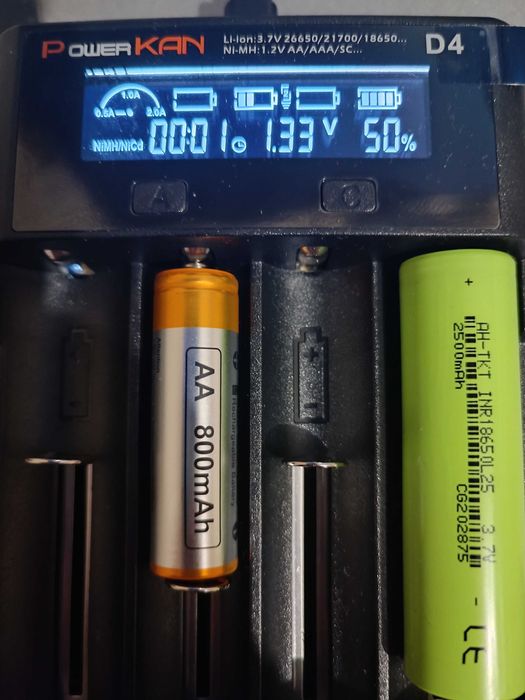 POWERKAN
Li-ion:3.7V 26650/21700/18650...
Ni-MH:1.2V AA/AAA/SC...
D4
1.0A
0.5A
2.0A
NiMH/NiCd
00:01
1.33V
50%
A
C
AA 800mAh
Rechargeable Battery
+
AH-TKT INR18650L25 3.7V
2500mAh
CG202875
-